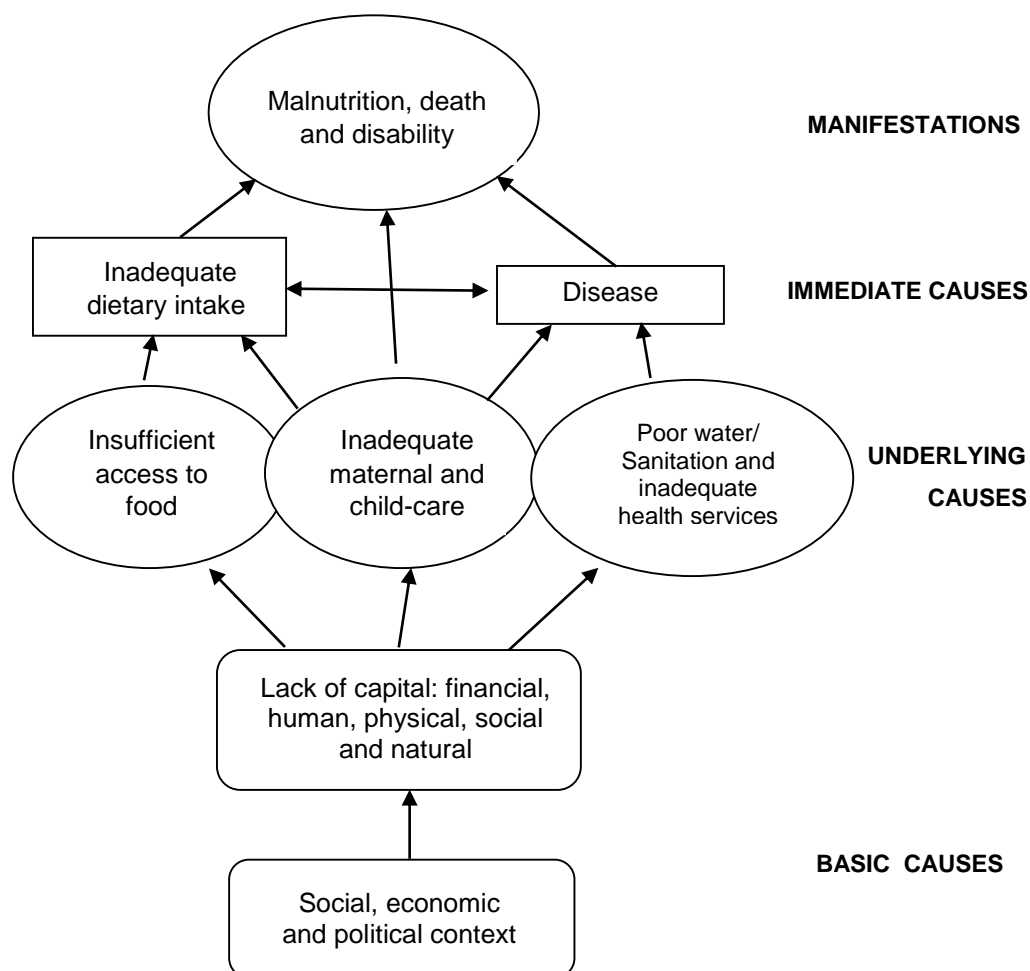 Malnutrition, death
and disability
MANIFESTATIONS
Inadequate
dietary intake
Disease
IMMEDIATE CAUSES
Insufficient
access to
food
Inadequate
maternal and
child-care
Poor water/
Sanitation and
inadequate
health services
UNDERLYING
CAUSES
Lack of capital: financial,
human, physical, social
and natural
BASIC CAUSES
Social, economic
and political context